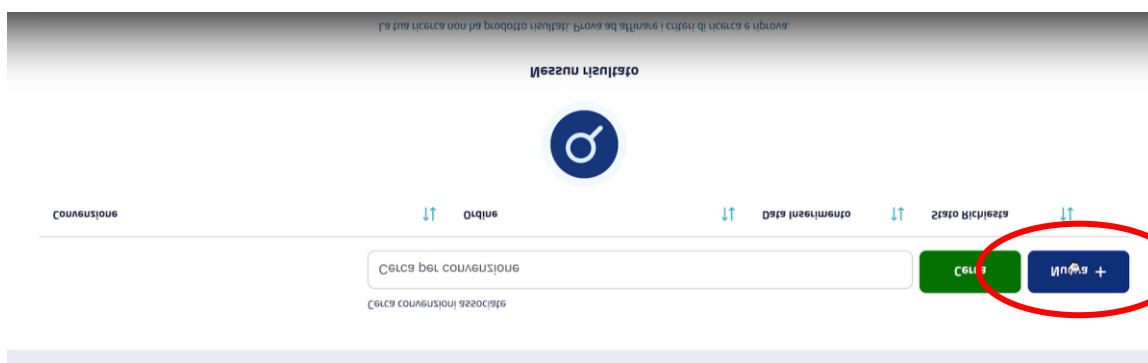 Cerca convenzioni associate
Cerca per convenzione Cerca Nuova +
Convenzione Ordine Data Inserimento Stato Richiesta
Nessun risultato
La tua ricerca non ha prodotto risultati. Prova ad affinare i criteri di ricerca e riprova.